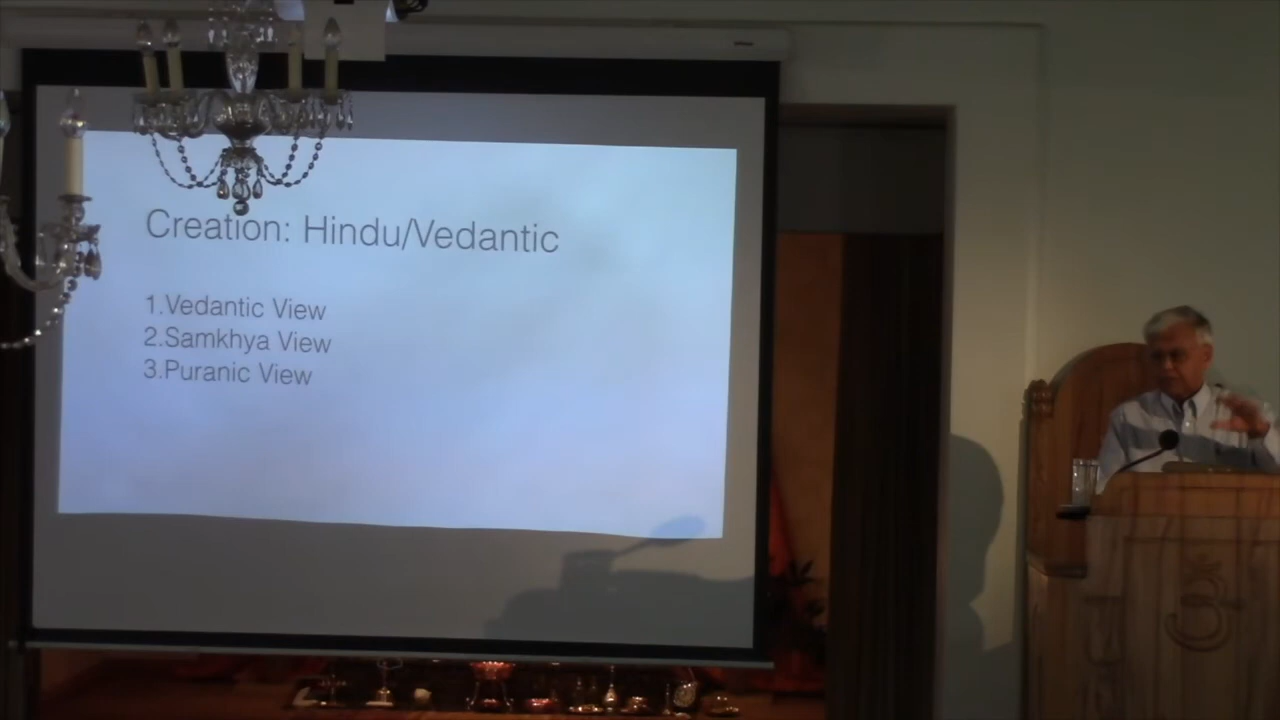 Creation: Hindu/Vedantic
1.Vedantic View
2.Samkhya View
3.Puranic View
ॐ